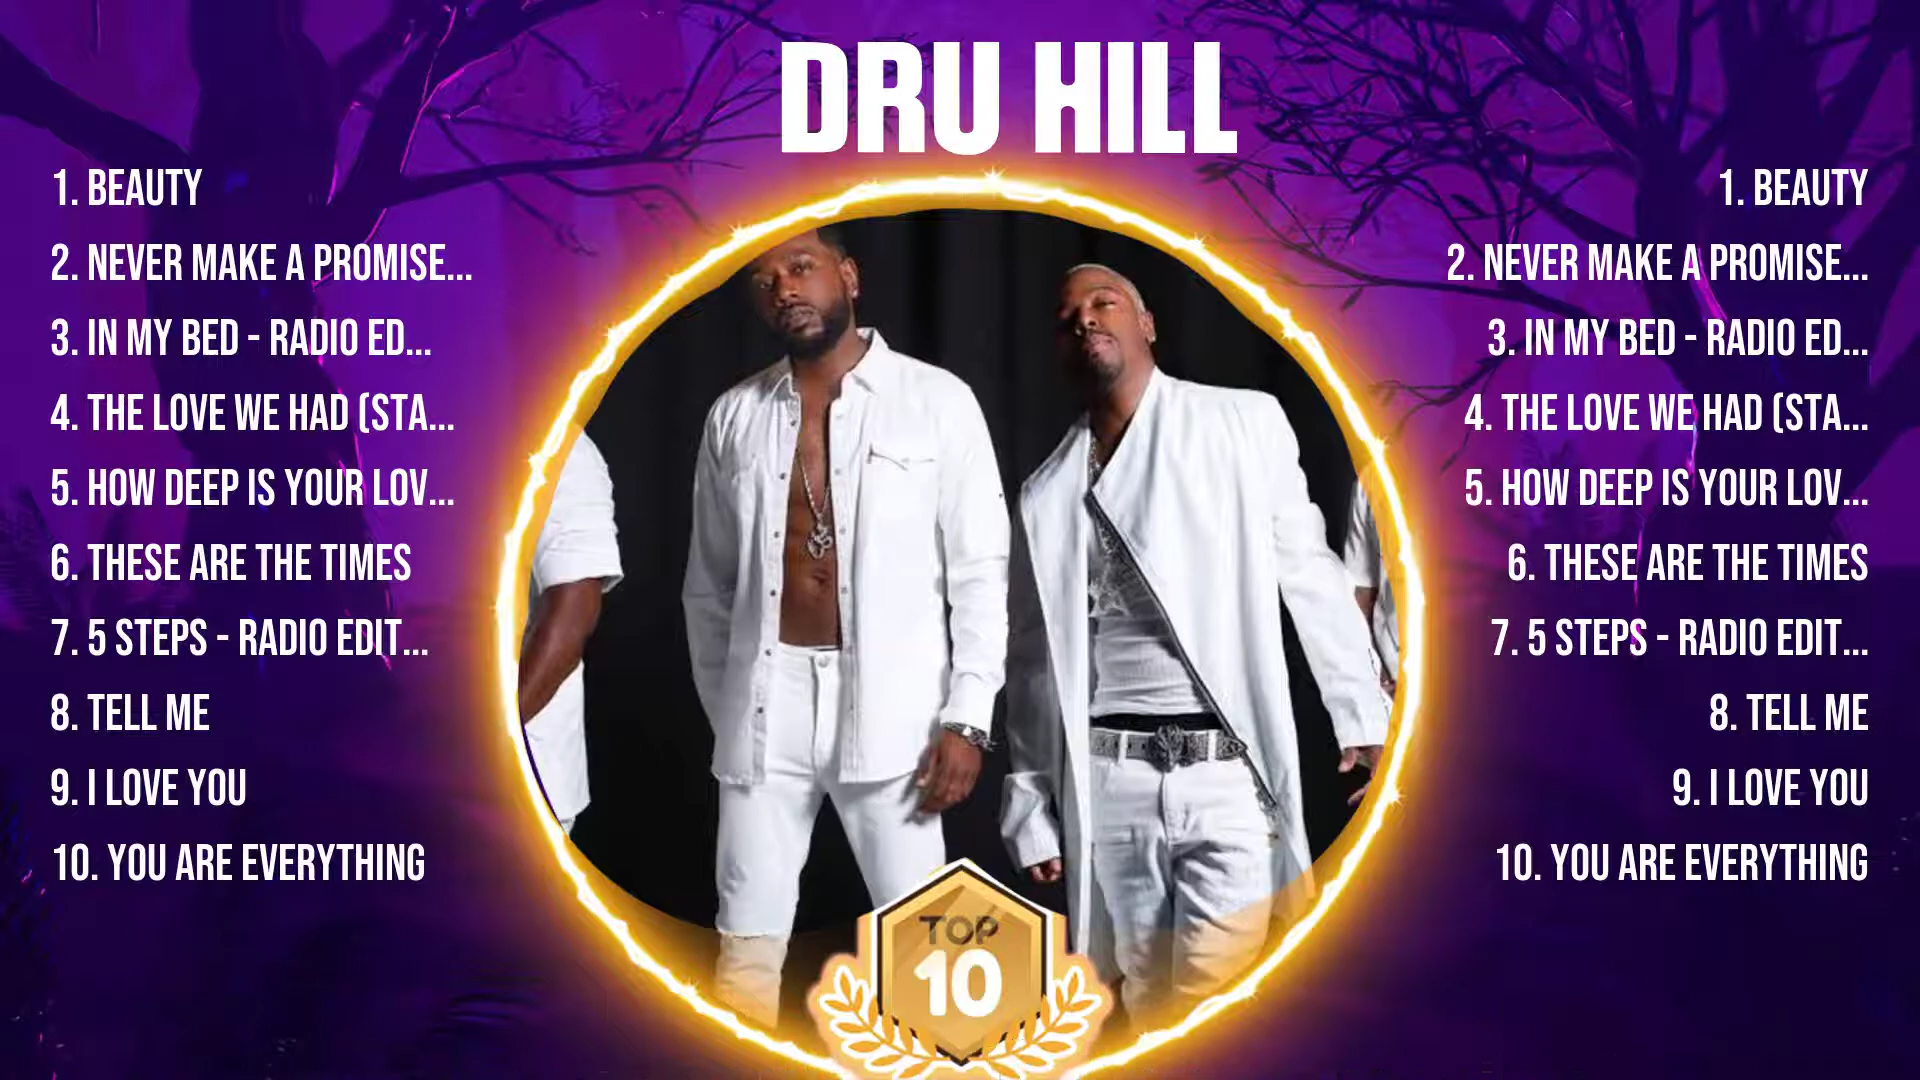 DRU HILL
1. BEAUTY
2. NEVER MAKE A PROMISE...
3. IN MY BED - RADIO ED...
4. THE LOVE WE HAD (STA...
5. HOW DEEP IS YOUR LOV...
6. THESE ARE THE TIMES
7. 5 STEPS - RADIO EDIT...
8. TELL ME
9. I LOVE YOU
10. YOU ARE EVERYTHING
1. BEAUTY
2. NEVER MAKE A PROMISE...
3. IN MY BED - RADIO ED...
4. THE LOVE WE HAD (STA...
5. HOW DEEP IS YOUR LOV...
6. THESE ARE THE TIMES
7. 5 STEPS - RADIO EDIT...
8. TELL ME
9. I LOVE YOU
10. YOU ARE EVERYTHING
TOP
10